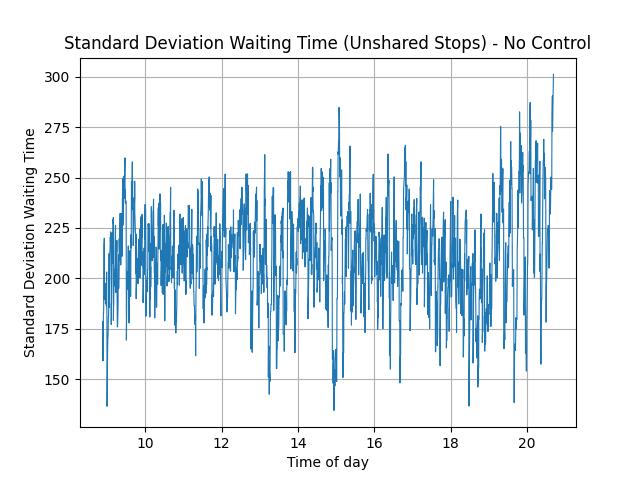 Standard Deviation Waiting Time (Unshared Stops) - No Control
300
275
250
225
200
175
150
Standard Deviation Waiting Time
10 12 14 16 18 20
Time of day